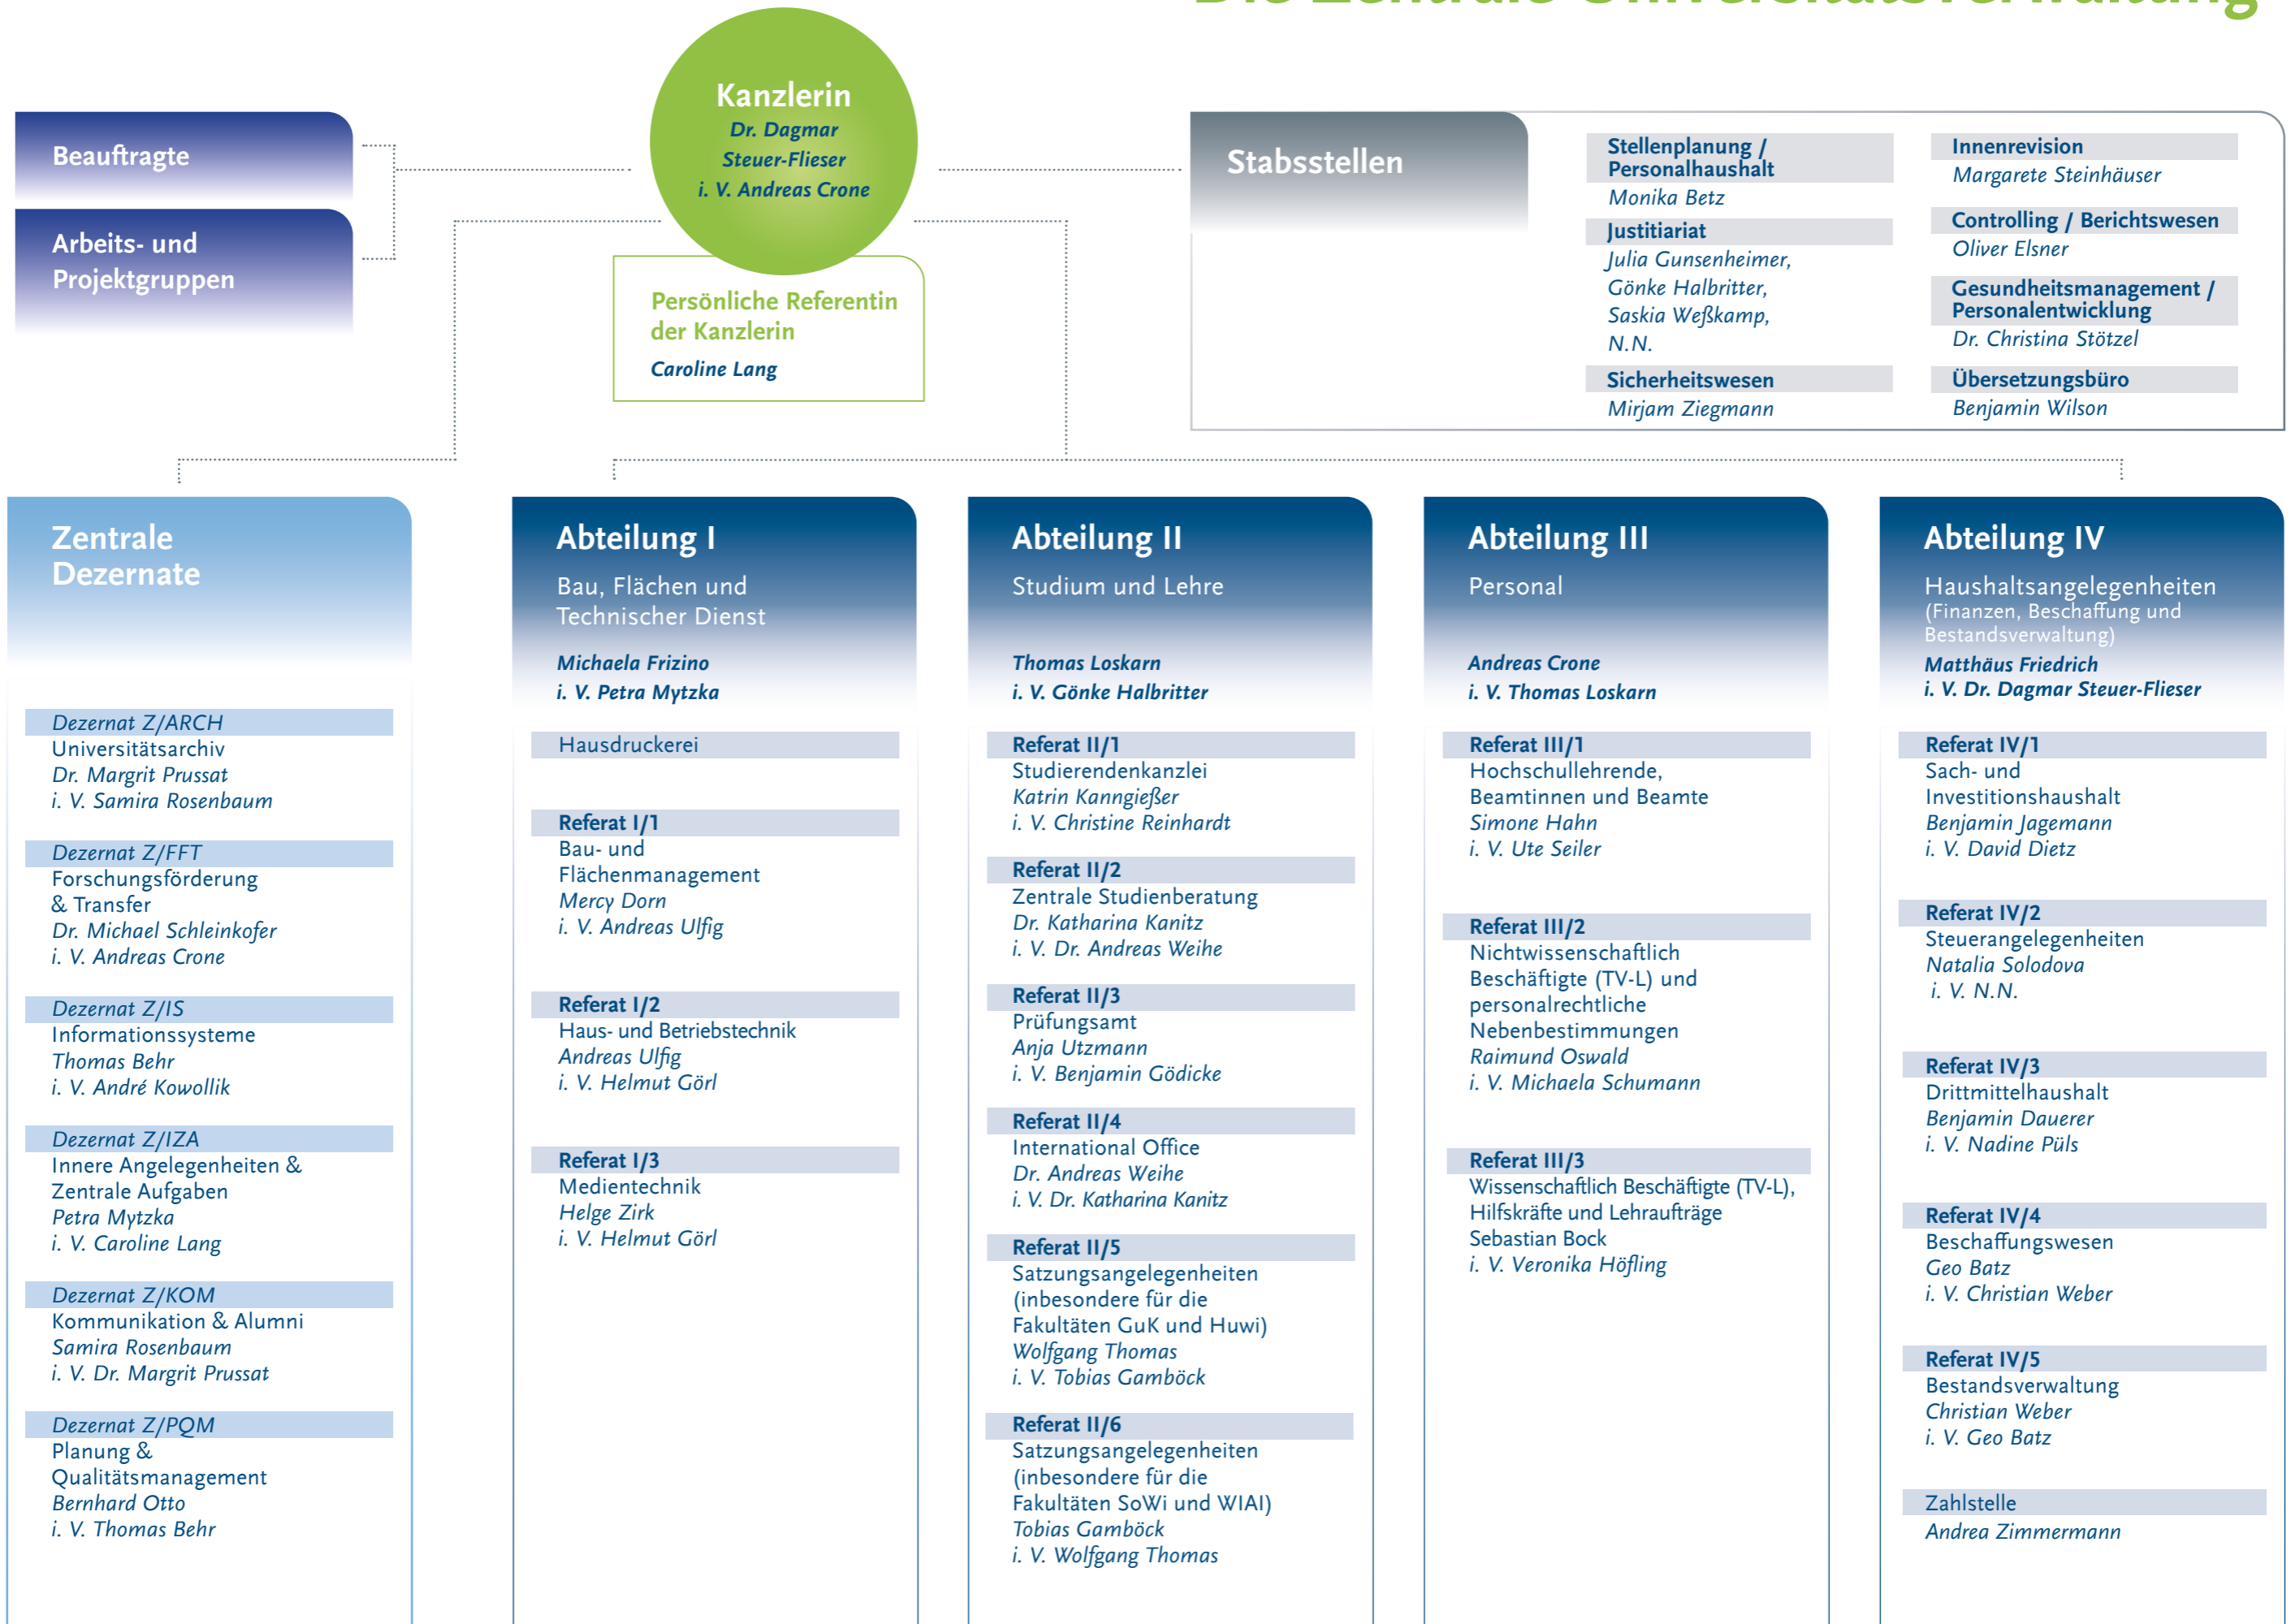 Die Zentrale Universitätsverwaltung
Kanzlerin
Dr. Dagmar
Steuer-Flieser
i. V. Andreas Crone
Persönliche Referentin
der Kanzlerin
Caroline Lang
Beauftragte
Arbeits- und
Projektgruppen
Stabsstellen
Stellenplanung /
Personalhaushalt
Monika Betz
Justitiariat
Julia Gunsenheimer,
Gönke Halbritter,
Saskia Weßkamp,
N.N.
Sicherheitswesen
Mirjam Ziegmann
Innenrevision
Margarete Steinhäuser
Controlling / Berichtswesen
Oliver Elsner
Gesundheitsmanagement /
Personalentwicklung
Dr. Christina Stötzel
Übersetzungsbüro
Benjamin Wilson
Zentrale
Dezernate
Dezernat Z/ARCH
Universitätsarchiv
Dr. Margrit Prussat
i. V. Samira Rosenbaum
Dezernat Z/FFT
Forschungsförderung
& Transfer
Dr. Michael Schleinkofer
i. V. Andreas Crone
Dezernat Z/IS
Informationssysteme
Thomas Behr
i. V. André Kowollik
Dezernat Z/IZA
Innere Angelegenheiten &
Zentrale Aufgaben
Petra Mytzka
i. V. Caroline Lang
Dezernat Z/KOM
Kommunikation & Alumni
Samira Rosenbaum
i. V. Dr. Margrit Prussat
Dezernat Z/PQM
Planung &
Qualitätsmanagement
Bernhard Otto
i. V. Thomas Behr
Abteilung I
Bau, Flächen und
Technischer Dienst
Michaela Frizino
i. V. Petra Mytzka
Hausdruckerei
Referat I/1
Bau- und
Flächenmanagement
Mercy Dorn
i. V. Andreas Ulfig
Referat I/2
Haus- und Betriebstechnik
Andreas Ulfig
i. V. Helmut Görl
Referat I/3
Medientechnik
Helge Zirk
i. V. Helmut Görl
Abteilung II
Studium und Lehre
Thomas Loskarn
i. V. Gönke Halbritter
Referat II/1
Studierendenkanzlei
Katrin Kanngießer
i. V. Christine Reinhardt
Referat II/2
Zentrale Studienberatung
Dr. Katharina Kanitz
i. V. Dr. Andreas Weihe
Referat II/3
Prüfungsamt
Anja Utzmann
i. V. Benjamin Gödicke
Referat II/4
International Office
Dr. Andreas Weihe
i. V. Dr. Katharina Kanitz
Referat II/5
Satzungsangelegenheiten
(inbesondere für die
Fakultäten GuK und Huwi)
Wolfgang Thomas
i. V. Tobias Gamböck
Referat II/6
Satzungsangelegenheiten
(inbesondere für die
Fakultäten SoWi und WIAI)
Tobias Gamböck
i. V. Wolfgang Thomas
Abteilung III
Personal
Andreas Crone
i. V. Thomas Loskarn
Referat III/1
Hochschullehrende,
Beamtinnen und Beamte
Simone Hahn
i. V. Ute Seiler
Referat III/2
Nichtwissenschaftlich
Beschäftigte (TV-L) und
personalrechtliche
Nebenbestimmungen
Raimund Oswald
i. V. Michaela Schumann
Referat III/3
Wissenschaftlich Beschäftigte (TV-L),
Hilfskräfte und Lehraufträge
Sebastian Bock
i. V. Veronika Höfling
Abteilung IV
Haushaltsangelegenheiten
(Finanzen, Beschaffung und
Bestandsverwaltung)
Matthäus Friedrich
i. V. Dr. Dagmar Steuer-Flieser
Referat IV/1
Sach- und
Investitionshaushalt
Benjamin Jagemann
i. V. David Dietz
Referat IV/2
Steuerangelegenheiten
Natalia Solodova
i. V. N.N.
Referat IV/3
Drittmittelhaushalt
Benjamin Dauerer
i. V. Nadine Püls
Referat IV/4
Beschaffungswesen
Geo Batz
i. V. Christian Weber
Referat IV/5
Bestandsverwaltung
Christian Weber
i. V. Geo Batz
Zahlstelle
Andrea Zimmermann